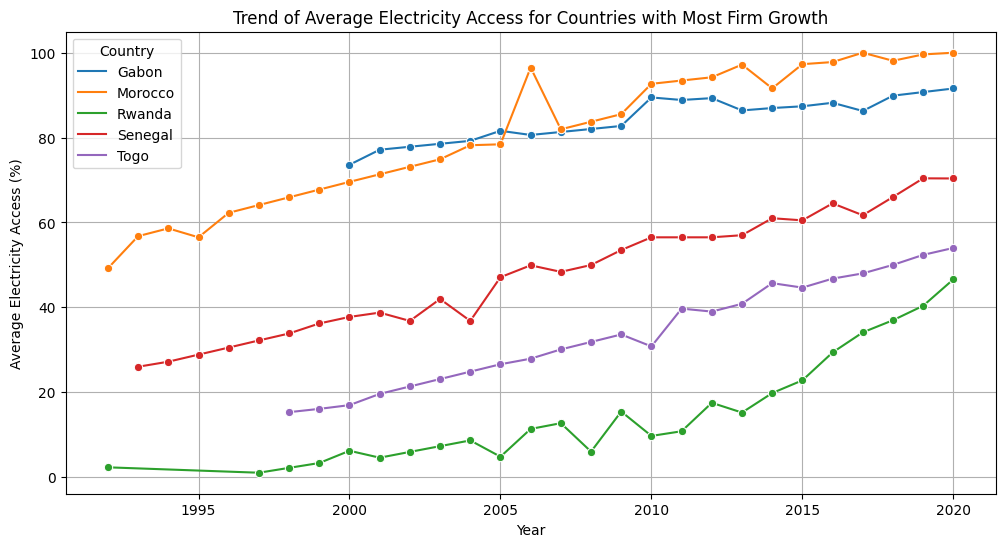 Trend of Average Electricity Access for Countries with Most Firm Growth
Country
Gabon
Morocco
Rwanda
Senegal
Togo
Average Electricity Access (%)
100
80
60
40
20
0
1995 2000 2005 2010 2015 2020
Year